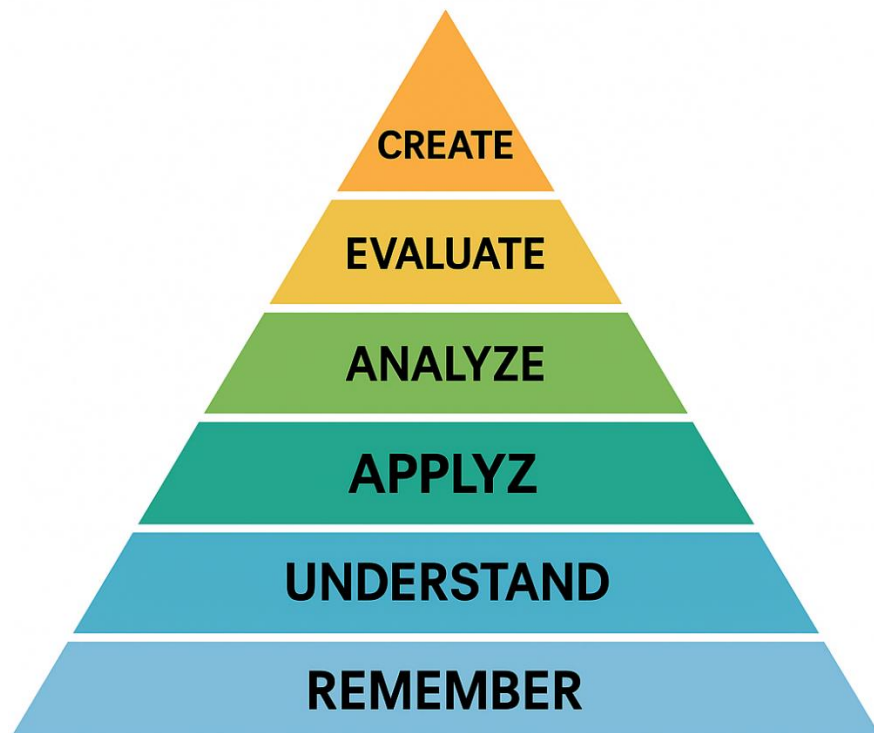 CREATE
EVALUATE
ANALYZE
APPLYZ
UNDERSTAND
REMEMBER